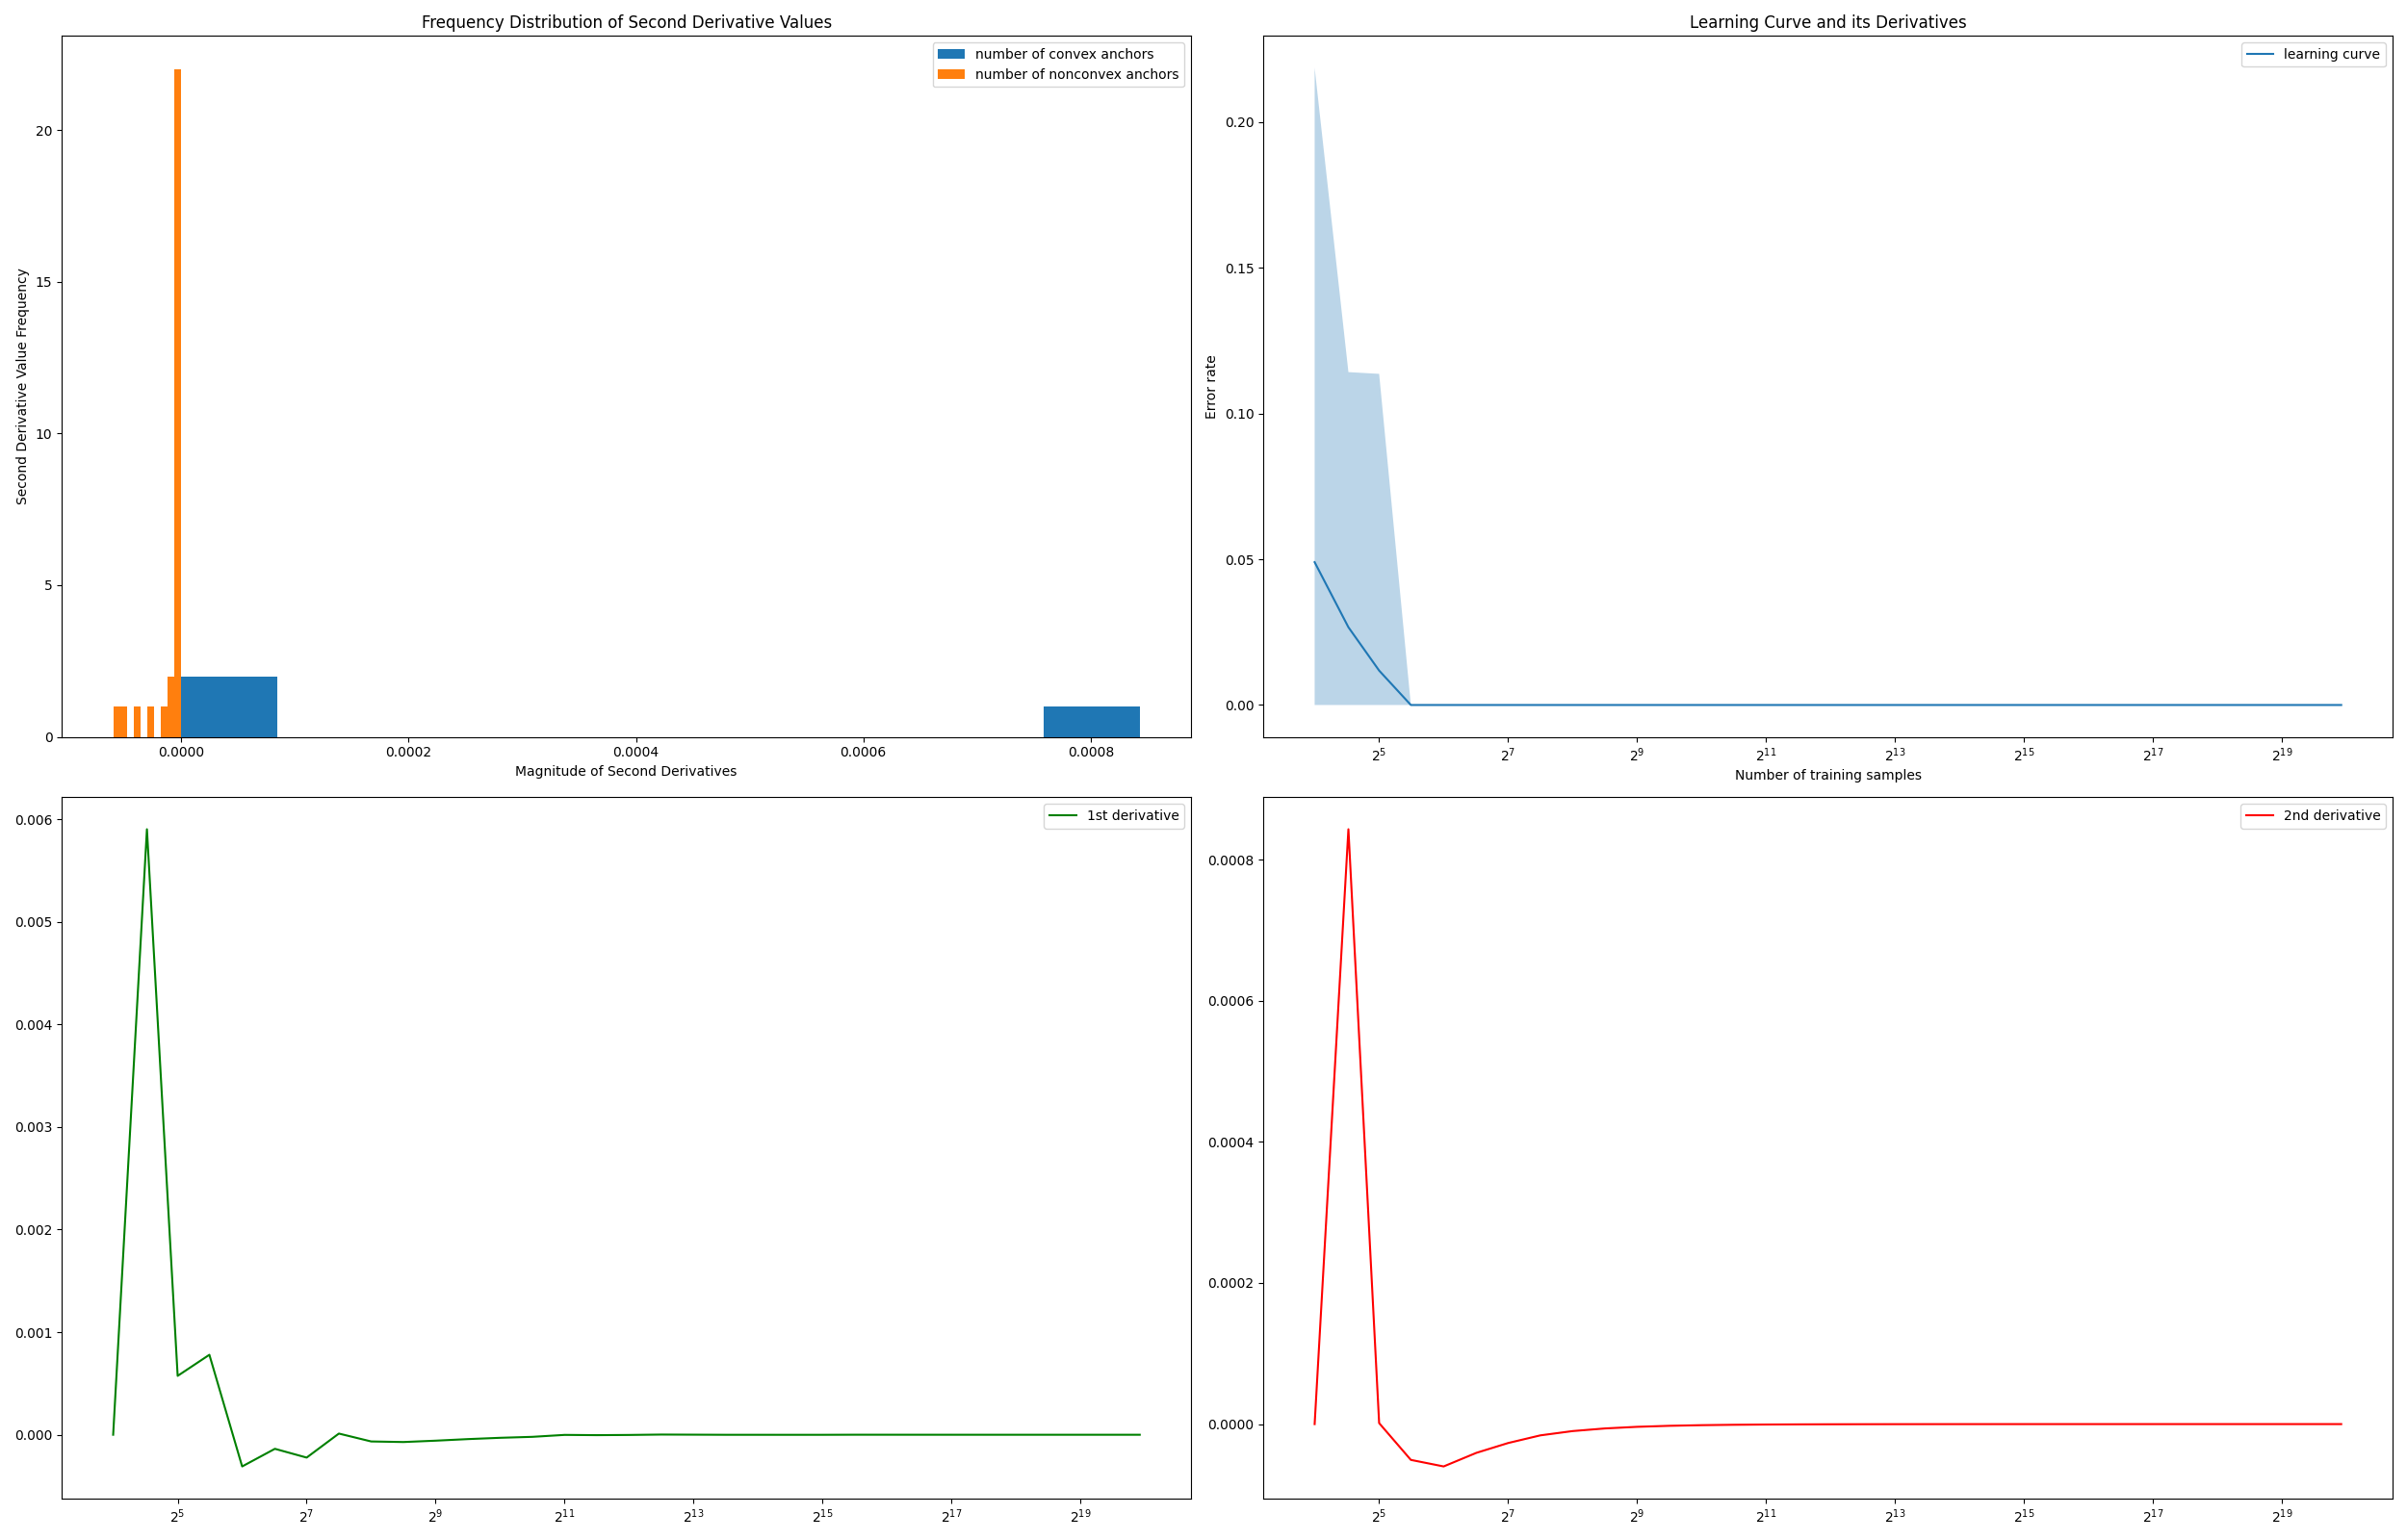 Frequency Distribution of Second Derivative Values
number of convex anchors
number of nonconvex anchors
Second Derivative Value Frequency
20
15
10
5
0
0.0000 0.0002 0.0004 0.0006 0.0008
Magnitude of Second Derivatives
Learning Curve and its Derivatives
learning curve
Error rate
0.20
0.15
0.10
0.05
0.00
2^5 2^7 2^9 2^11 2^13 2^15 2^17 2^19
Number of training samples
1st derivative
0.006
0.005
0.004
0.003
0.002
0.001
0.000
2^5 2^7 2^9 2^11 2^13 2^15 2^17 2^19
2nd derivative
0.0008
0.0006
0.0004
0.0002
0.0000
2^5 2^7 2^9 2^11 2^13 2^15 2^17 2^19